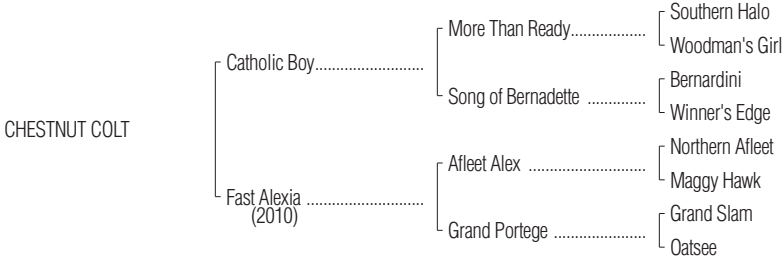 Southern Halo
More Than Ready......................
Woodman's Girl
Catholic Boy..........................
Bernardini
Song of Bernadette ..............
Winner's Edge
CHESTNUT COLT
Northern Afleet
Afleet Alex ............................
Maggy Hawk
Fast Alexia ............................
(2010)
Grand Slam
Grand Portege ......................
Oatsee